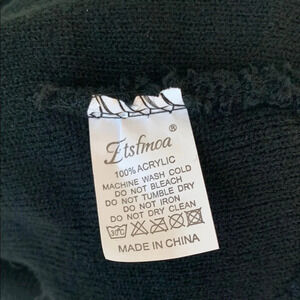 Etsfmoa®
100% ACRYLIC
MACHINE WASH COLD
DO NOT BLEACH
DO NOT TUMBLE DRY
DO NOT IRON
DO NOT DRY CLEAN
30°C
MADE IN CHINA